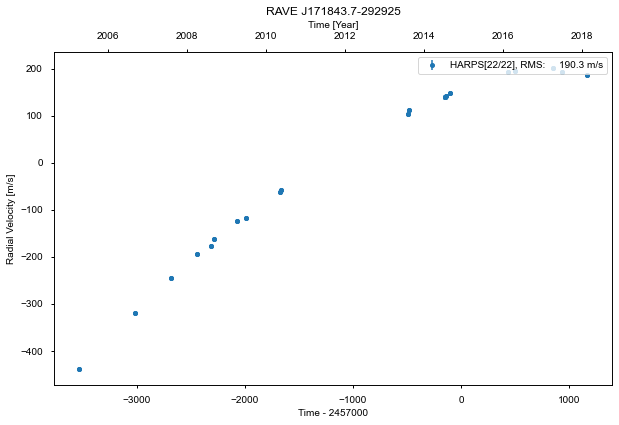 RAVE J171843.7-292925
Time [Year]
2006 2008 2010 2012 2014 2016 2018
HARPS[22/22], RMS: 190.3 m/s
200
100
0
−100
−200
−300
−400
Radial Velocity [m/s]
−3000 −2000 −1000 0 1000
Time - 2457000